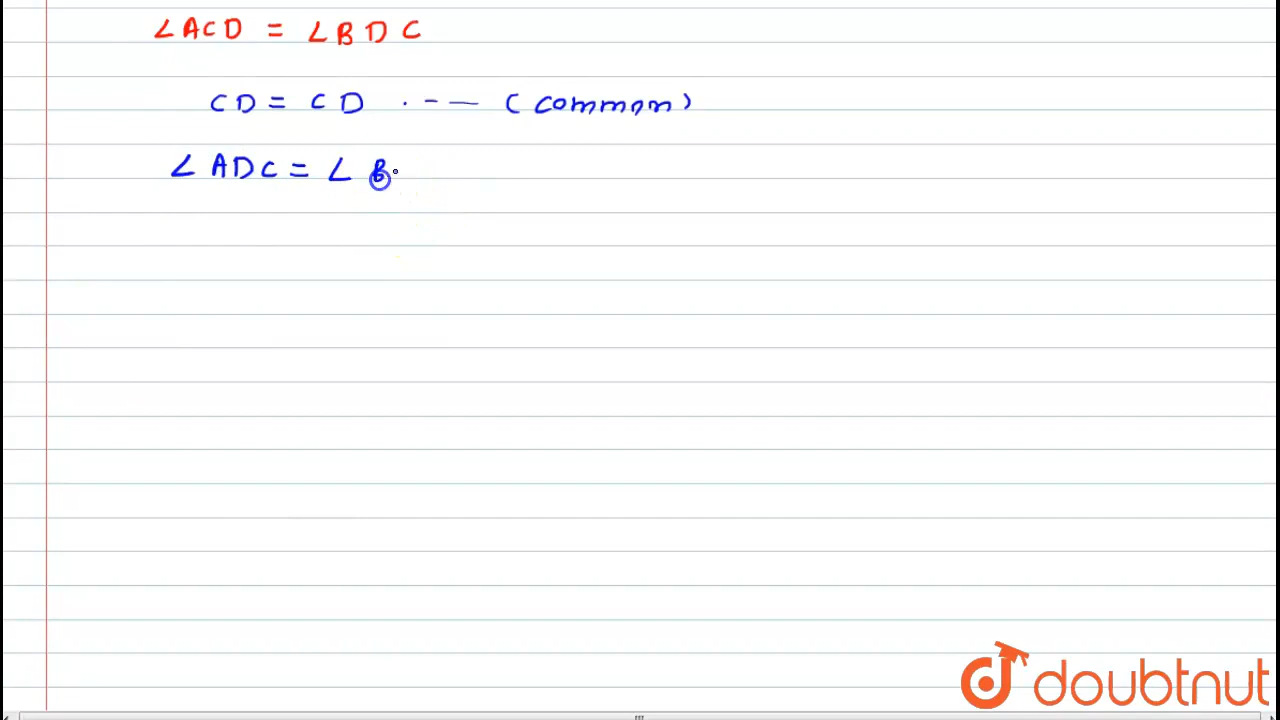 ∠ACD = ∠BDC
CD = CD .-— (common)
∠ADC = ∠B
doubtnut